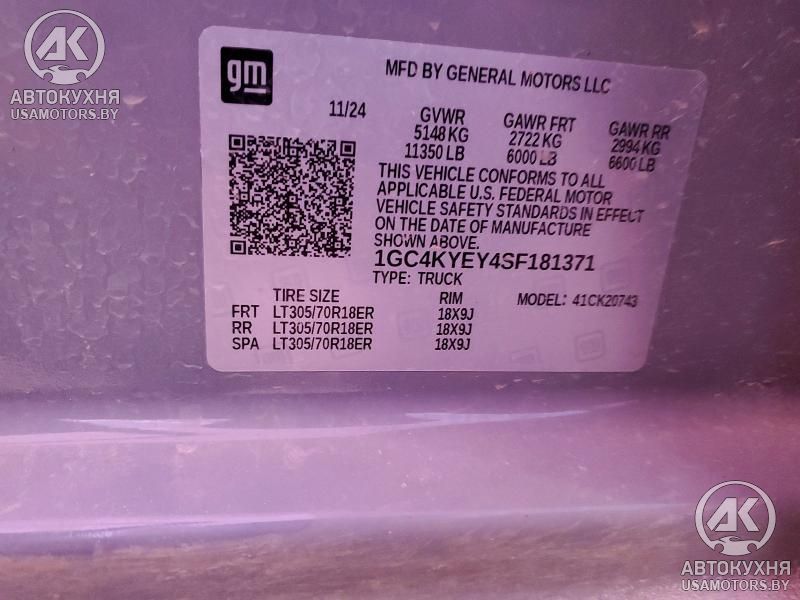 AK
АВТОКУХНЯ
USAMOTORS.BY
gm
MFD BY GENERAL MOTORS LLC
11/24
GVWR
5148 KG
11350 LB
GAWR FRT
2722 KG
6000 LB
GAWR RR
2994 KG
6600 LB
THIS VEHICLE CONFORMS TO ALL
APPLICABLE U.S. FEDERAL MOTOR
VEHICLE SAFETY STANDARDS IN EFFECT
ON THE DATE OF MANUFACTURE
SHOWN ABOVE.
1GC4KYEY4SF181371
TYPE: TRUCK
MODEL: 41CK20743
TIRE SIZE RIM
FRT LT305/70R18ER 18X9J
RR LT305/70R18ER 18X9J
SPA LT305/70R18ER 18X9J
AK
АВТОКУХНЯ
USAMOTORS.BY